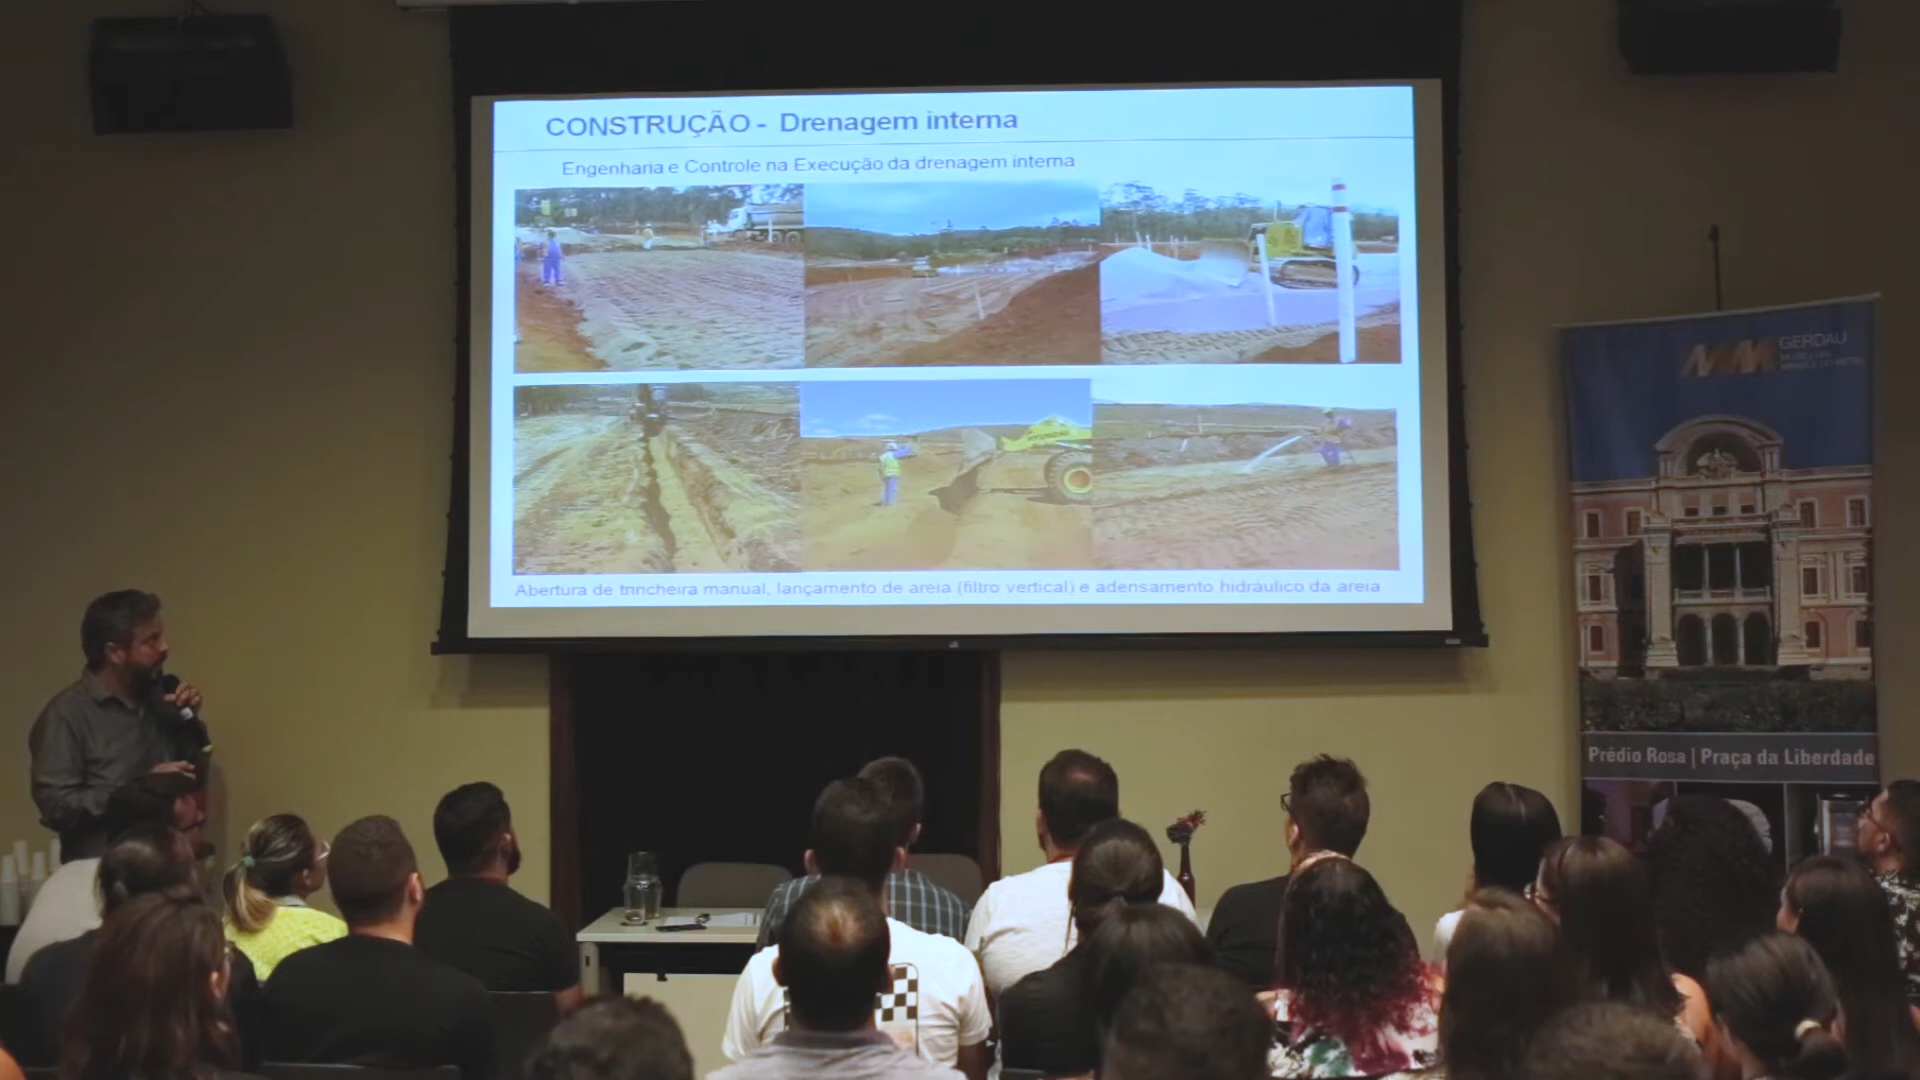 CONSTRUÇÃO - Drenagem interna
Engenharia e Controle na Execução da drenagem interna
Abertura de trincheira manual, lançamento de areia (filtro vertical) e adensamento hidráulico da areia
GERDAU
Prédio Rosa | Praça da Liberdade